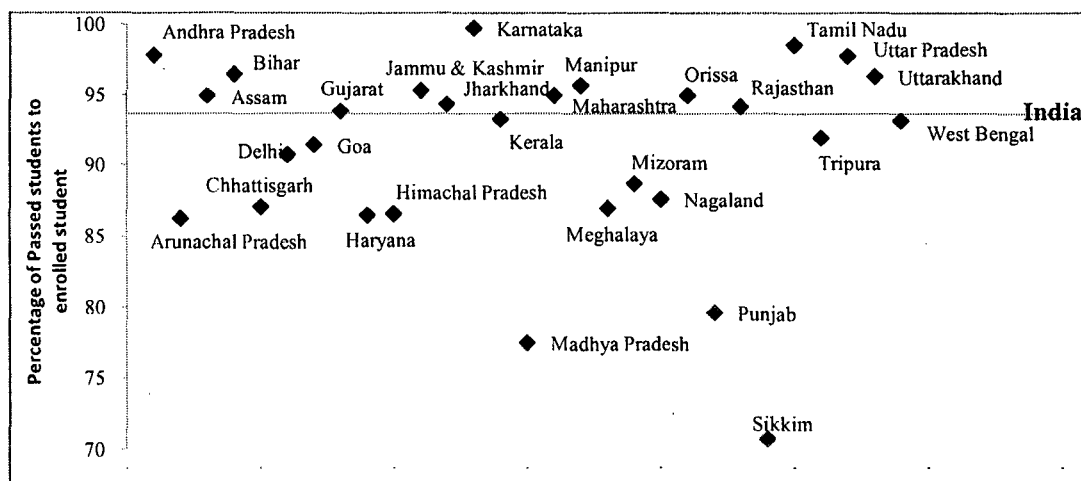 Percentage of Passed students to
enrolled student
100
95
90
85
80
75
70
Andhra Pradesh
Bihar
Assam
Gujarat
Jammu & Kashmir
Jharkhand
Karnataka
Manipur
Maharashtra
Orissa
Rajasthan
Tamil Nadu
Uttar Pradesh
Uttarakhand
India
West Bengal
Tripura
Kerala
Delhi
Goa
Chhattisgarh
Himachal Pradesh
Mizoram
Nagaland
Arunachal Pradesh
Haryana
Meghalaya
Punjab
Madhya Pradesh
Sikkim